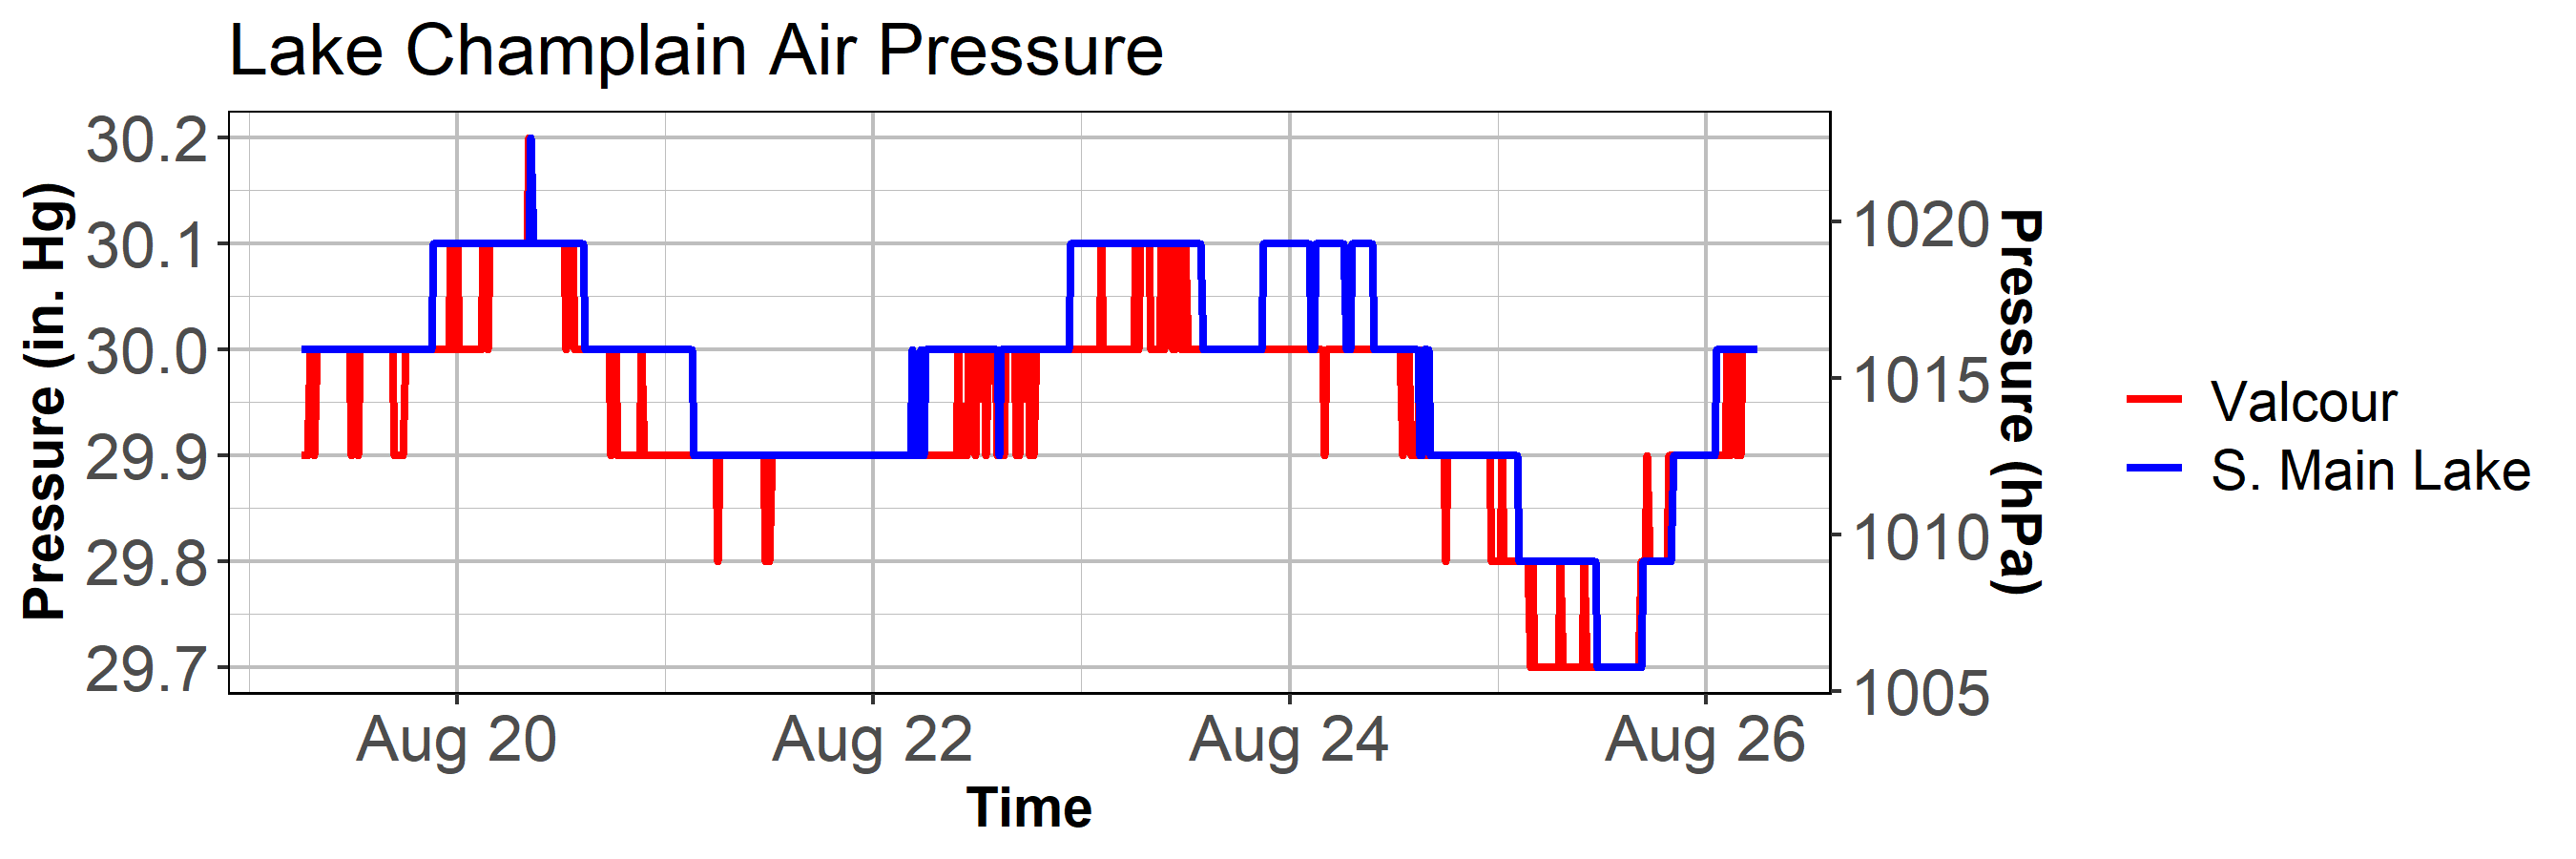 Lake Champlain Air Pressure
Pressure (in. Hg)
30.2
30.1
30.0
29.9
29.8
29.7
1020
1015
1010
1005
Pressure (hPa)
Valcour
S. Main Lake
Aug 20
Aug 22
Aug 24
Aug 26
Time